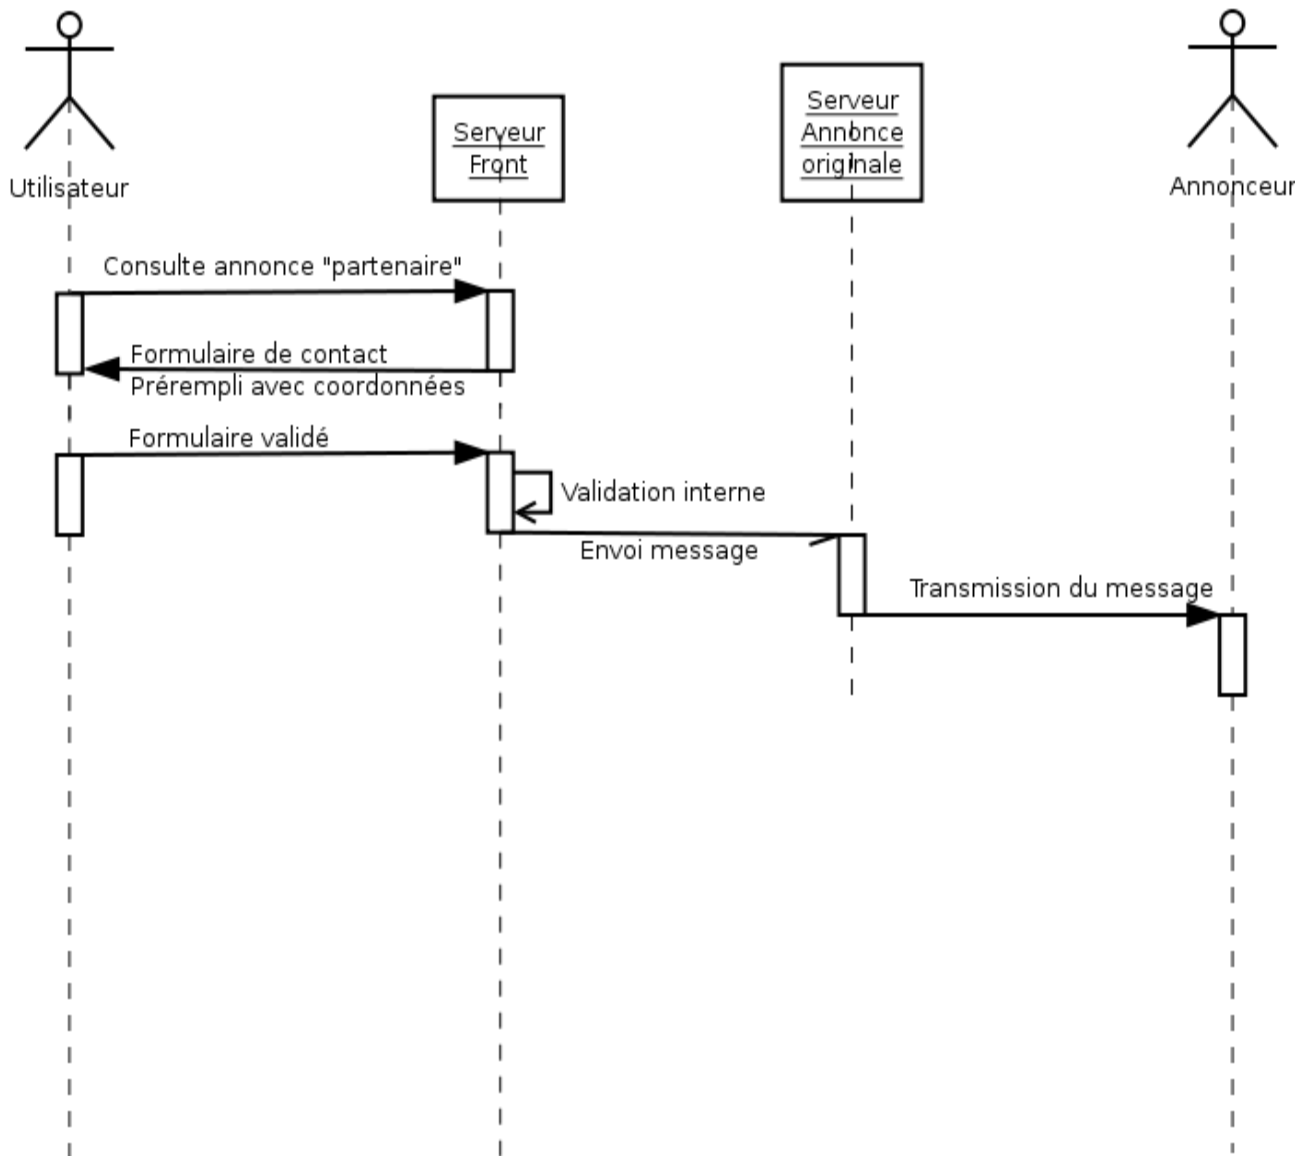 Utilisateur
Serveur
Front
Serveur
Annonce
originale
Annonceur
Consulte annonce "partenaire"
Formulaire de contact
Prérempli avec coordonnées
Formulaire validé
Validation interne
Envoi message
Transmission du message